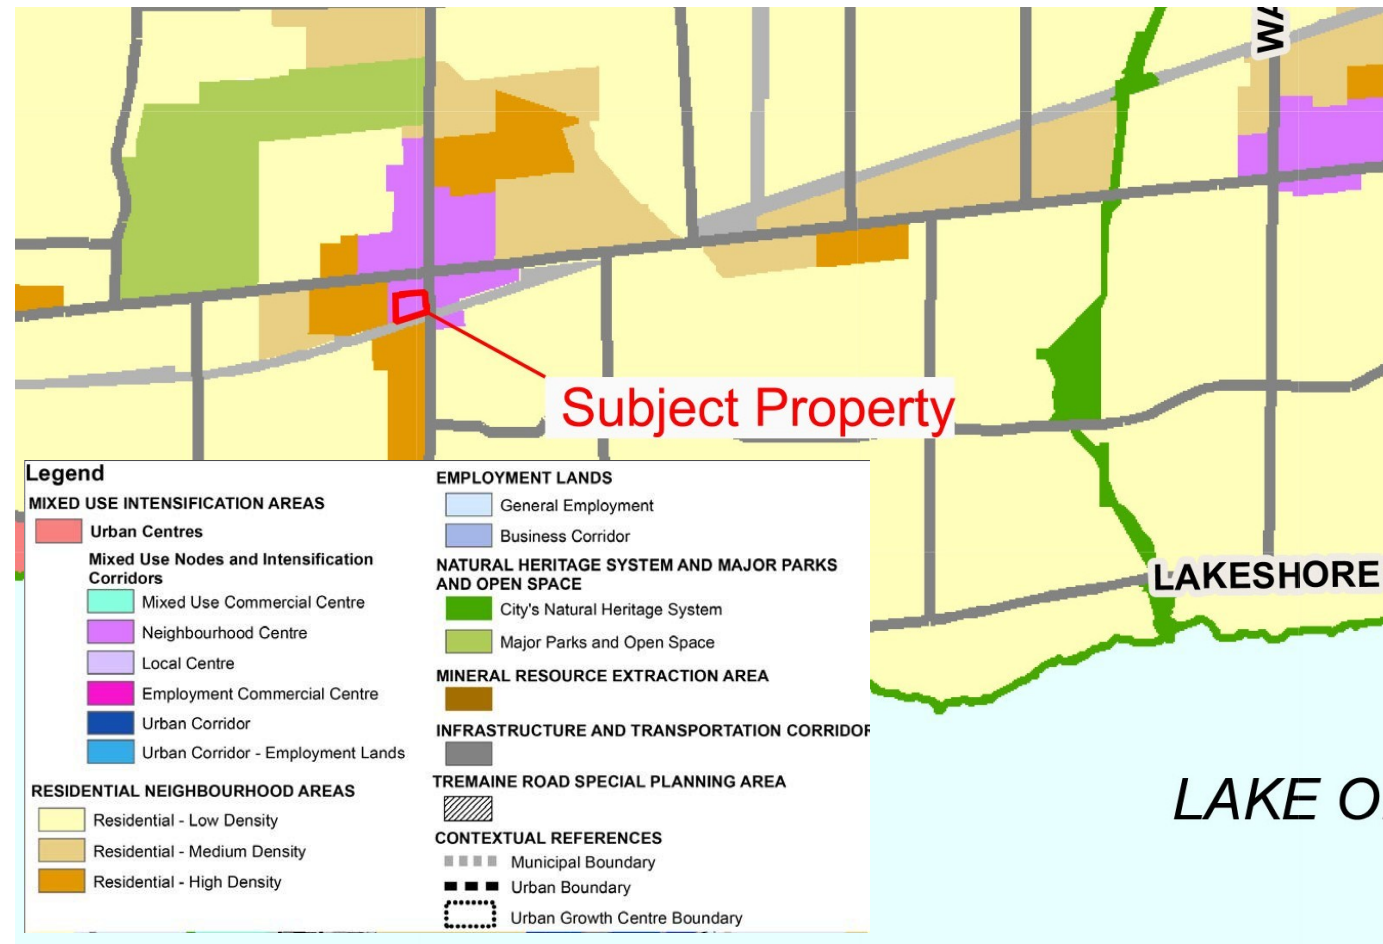 WA
Subject Property
LAKESHORE
LAKE O
Legend
MIXED USE INTENSIFICATION AREAS
Urban Centres
Mixed Use Nodes and Intensification
Corridors
Mixed Use Commercial Centre
Neighbourhood Centre
Local Centre
Employment Commercial Centre
Urban Corridor
Urban Corridor - Employment Lands
RESIDENTIAL NEIGHBOURHOOD AREAS
Residential - Low Density
Residential - Medium Density
Residential - High Density
EMPLOYMENT LANDS
General Employment
Business Corridor
NATURAL HERITAGE SYSTEM AND MAJOR PARKS
AND OPEN SPACE
City's Natural Heritage System
Major Parks and Open Space
MINERAL RESOURCE EXTRACTION AREA
INFRASTRUCTURE AND TRANSPORTATION CORRIDOR
TREMAINE ROAD SPECIAL PLANNING AREA
CONTEXTUAL REFERENCES
Municipal Boundary
Urban Boundary
Urban Growth Centre Boundary